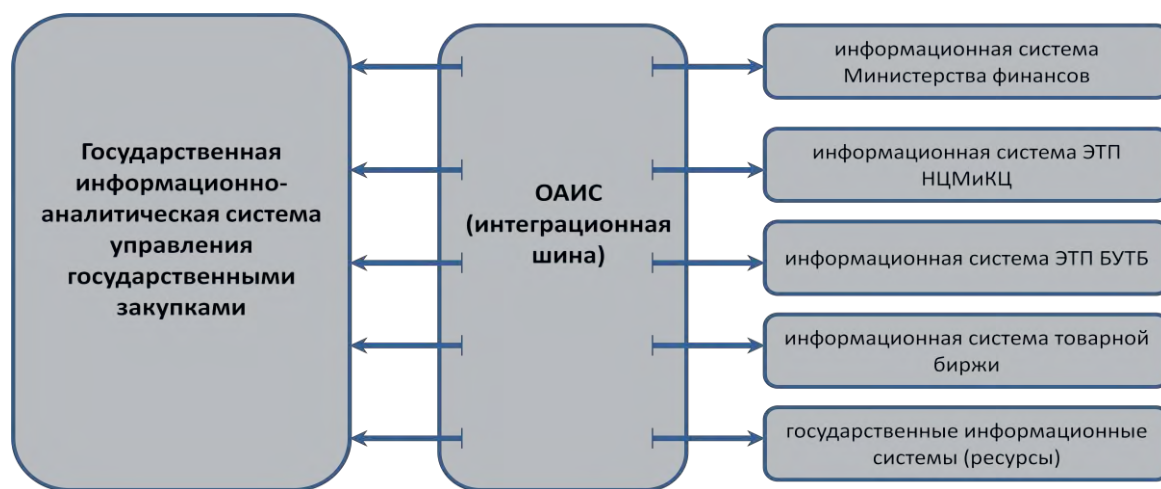 Государственная
информационно-
аналитическая система
управления
государственными
закупками
ОАИС
(интеграционная
шина)
информационная система
Министерства финансов
информационная система ЭТП
НЦМиКЦ
информационная система ЭТП БУТБ
информационная система товарной
биржи
государственные информационные
системы (ресурсы)